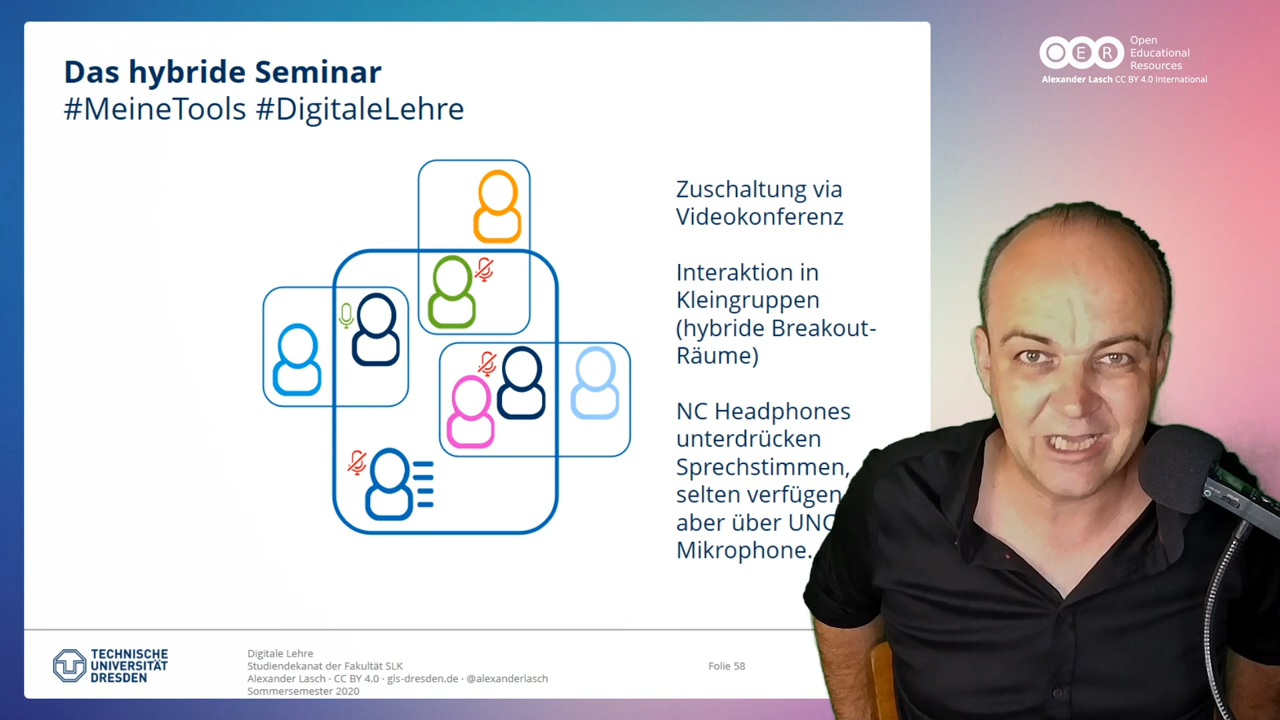 Das hybride Seminar
#MeineTools #DigitaleLehre
Zuschaltung via
Videokonferenz
Interaktion in
Kleingruppen
(hybride Breakout-
Räume)
NC Headphones
unterdrücken
Sprechstimmen,
selten verfügen
aber über
Mikrophone.
TECHNISCHE
UNIVERSITÄT
DRESDEN
Digitale Lehre
Studiendekanat der Fakultät SLK
Alexander Lasch · CC BY 4.0 · gls-dresden.de · @alexanderlasch
Sommersemester 2020
Folie 58
OER
Open
Educational
Resources
Alexander Lasch CC BY 4.0 International